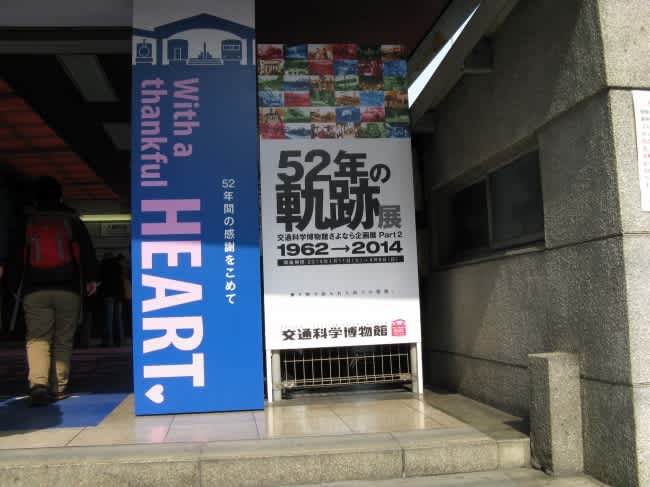 With a
thankful
HEART
52年間の感謝をこめて
52年の
軌跡展
交通科学博物館さよなら企画展 Part 2
1962→2014
交通科学博物館